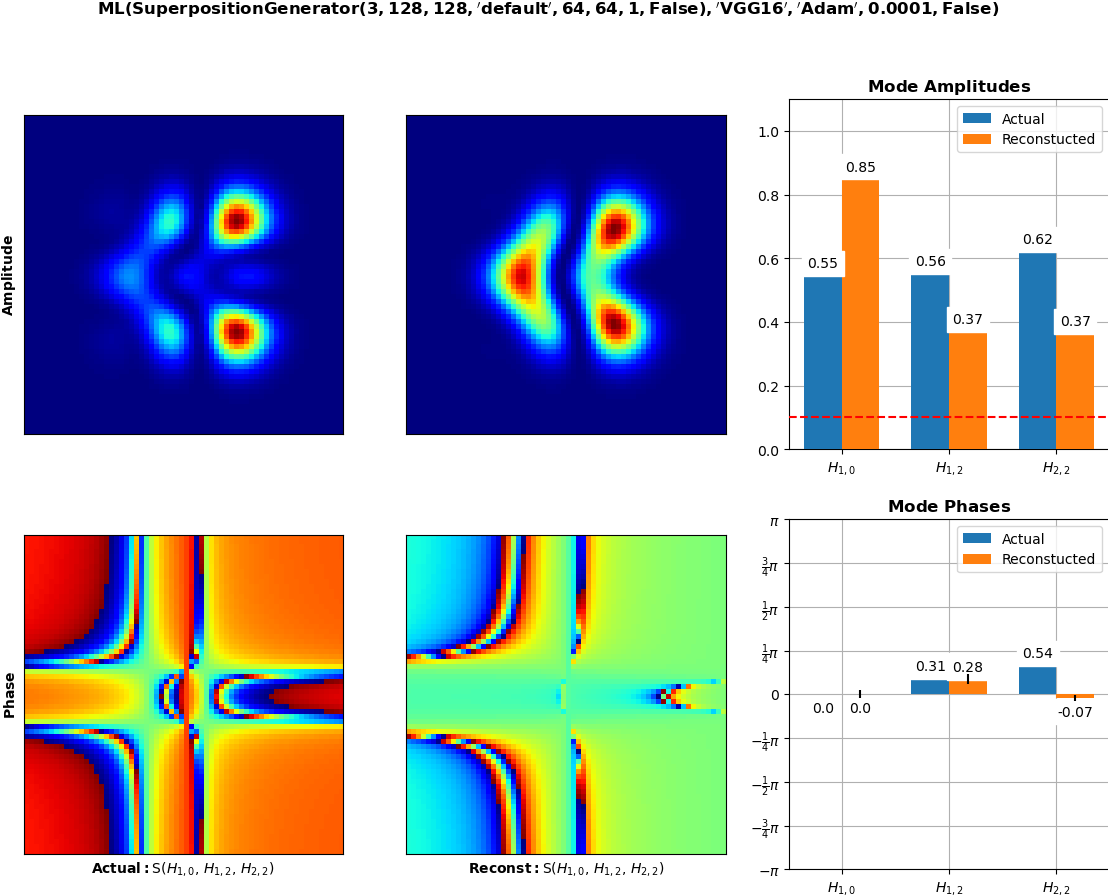 ML(SuperpositionGenerator(3, 128, 128, ′default′, 64, 64, 1, False), ′VGG16′, ′Adam′, 0.0001, False)
Amplitude
Mode Amplitudes
Actual
Reconstucted
1.0
0.8
0.6
0.4
0.2
0.0
0.55
0.85
0.56
0.37
0.62
0.37
H1,0
H1,2
H2,2
Phase
Actual: S(H1,0, H1,2, H2,2)
Reconst: S(H1,0, H1,2, H2,2)
Mode Phases
Actual
Reconstucted
π
3/4π
1/2π
1/4π
0
−1/4π
−1/2π
−3/4π
−π
0.0
0.0
0.31
0.28
0.54
-0.07
H1,0
H1,2
H2,2